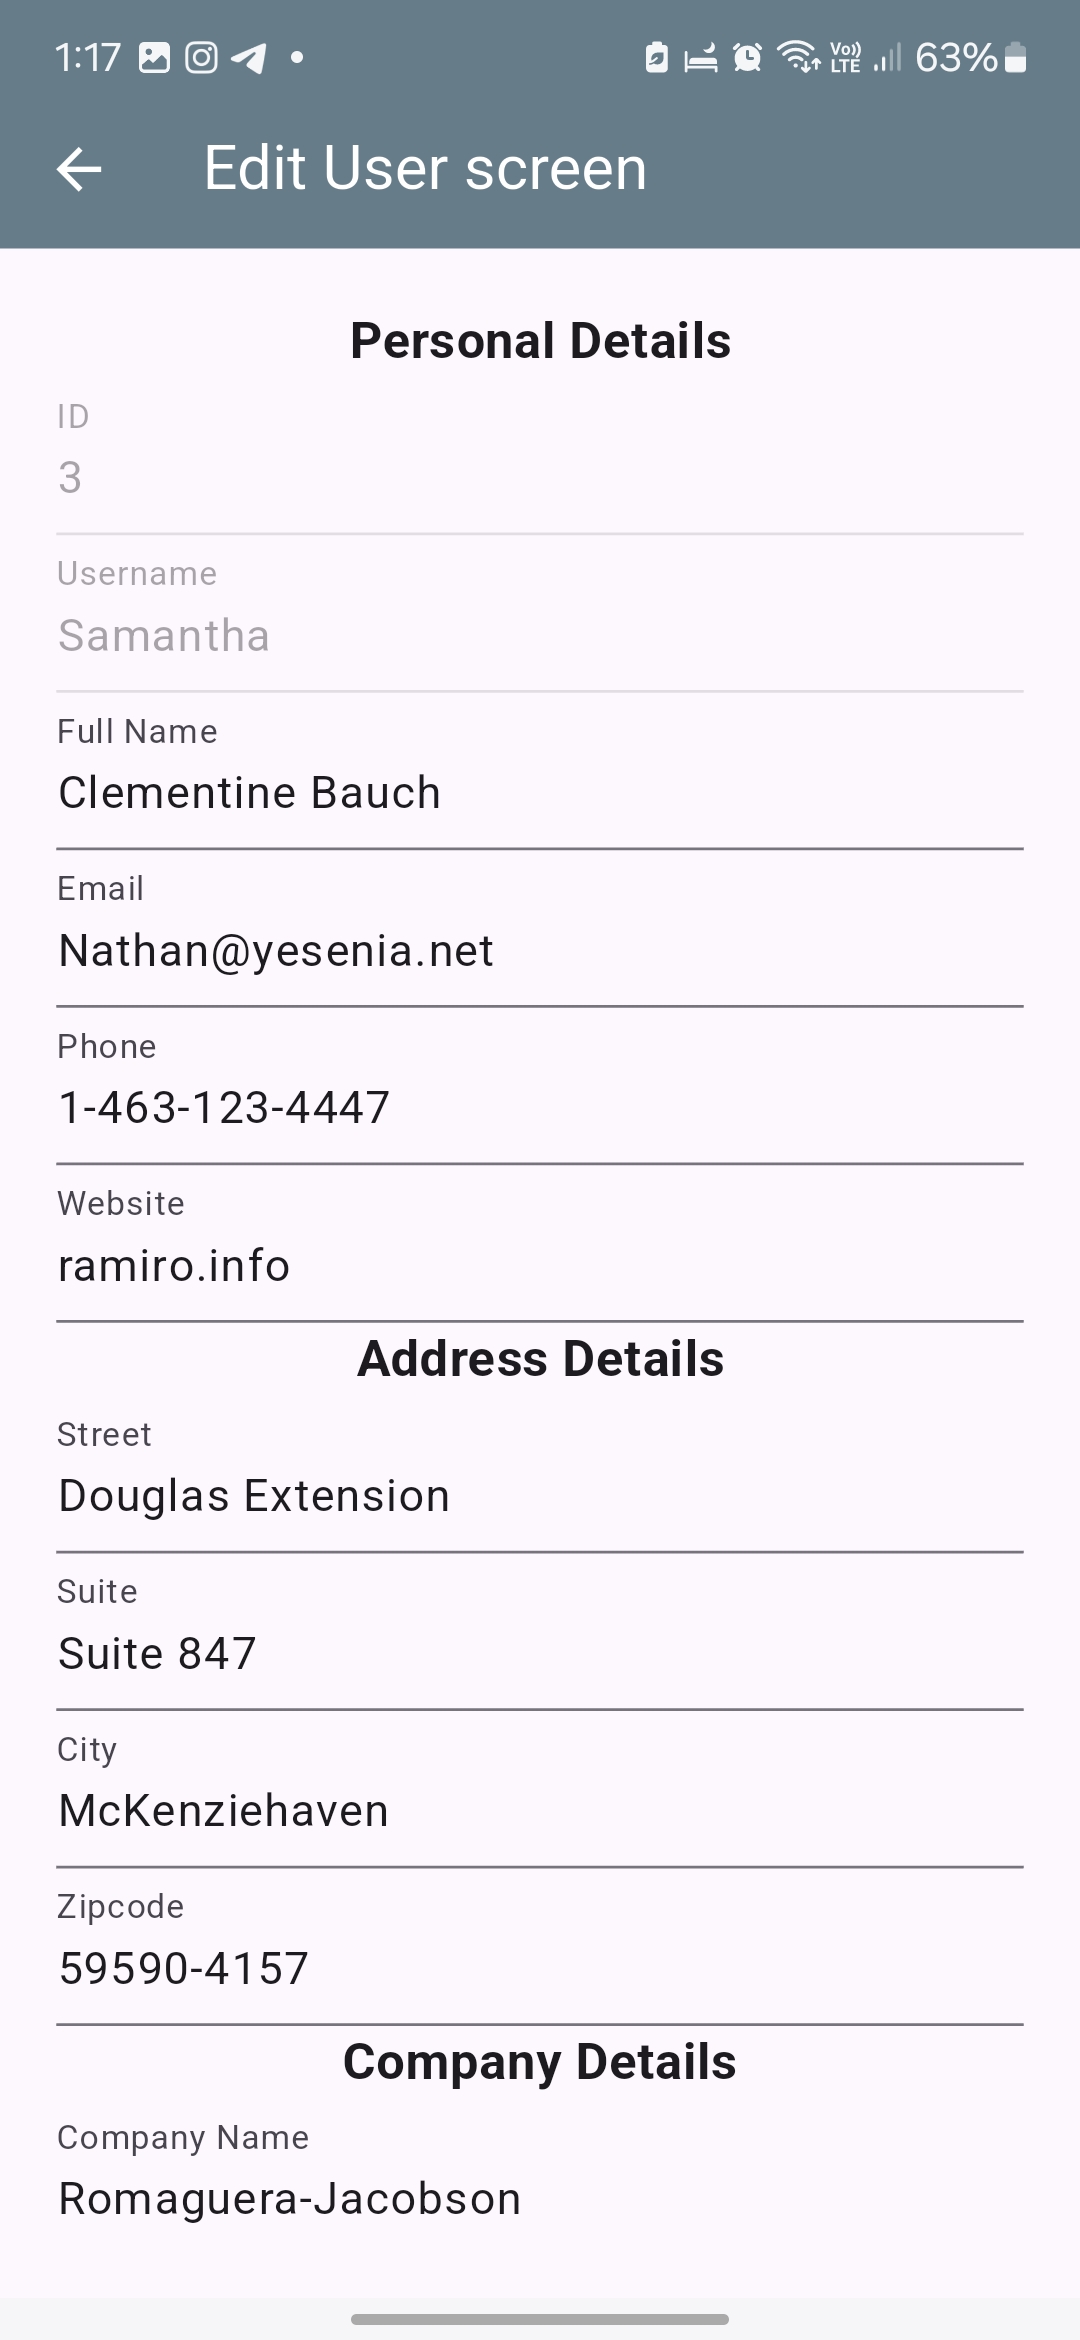 1:17 Vo)) LTE 63%
Edit User screen
Personal Details
ID
3
Username
Samantha
Full Name
Clementine Bauch
Email
Nathan@yesenia.net
Phone
1-463-123-4447
Website
ramiro.info
Address Details
Street
Douglas Extension
Suite
Suite 847
City
McKenziehaven
Zipcode
59590-4157
Company Details
Company Name
Romaguera-Jacobson